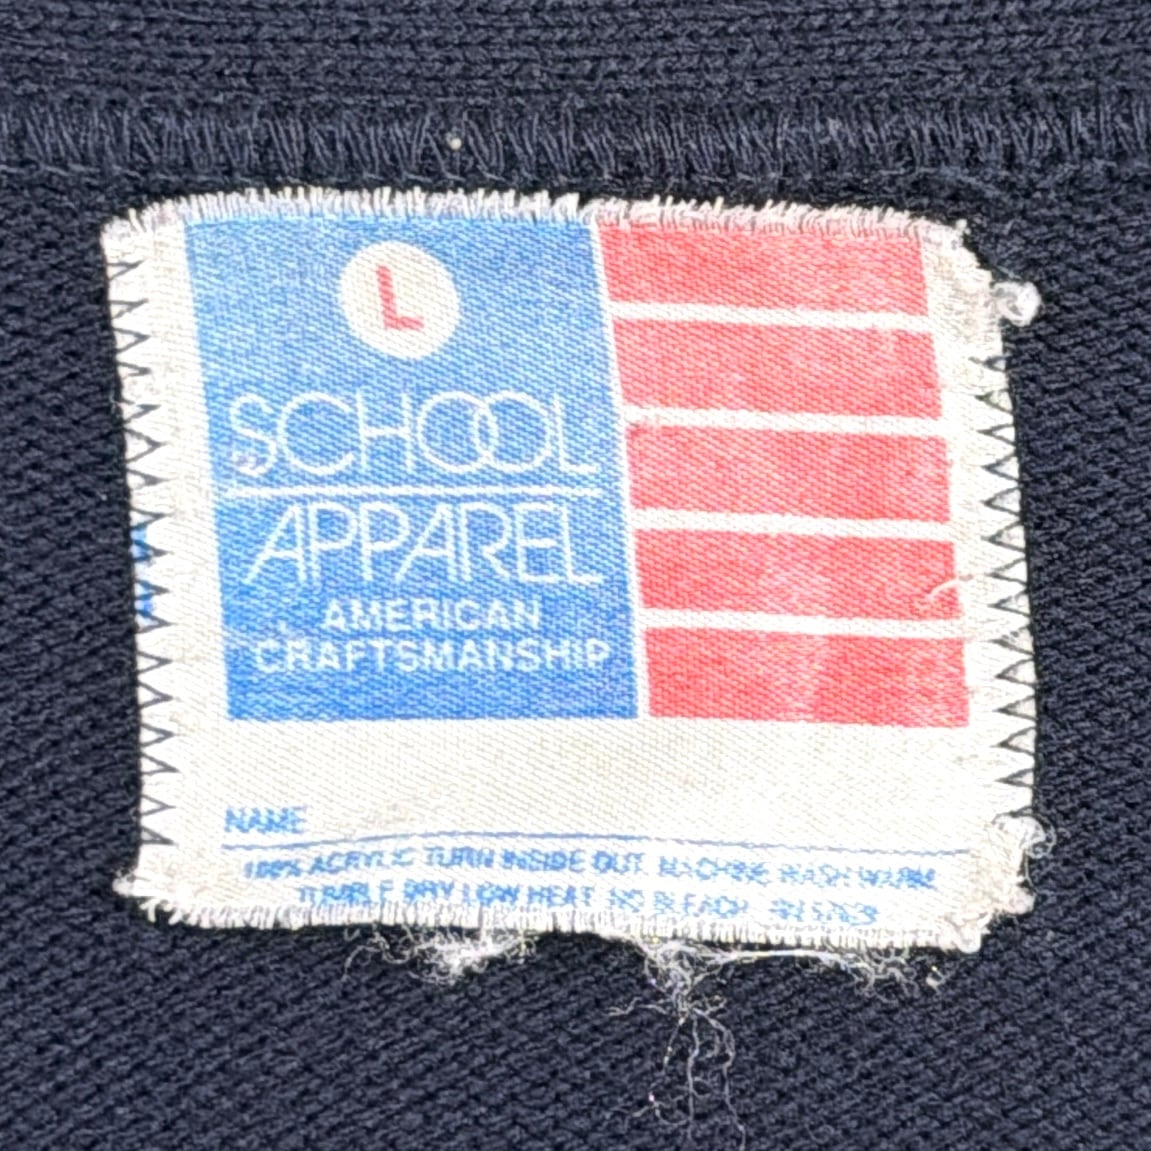 L
SCHOOL
APPAREL
AMERICAN
CRAFTSMANSHIP
NAME
100% ACRYLIC TURN INSIDE OUT MACHINE WASH WARM
TUMBLE DRY LOW HEAT NO BLEACH